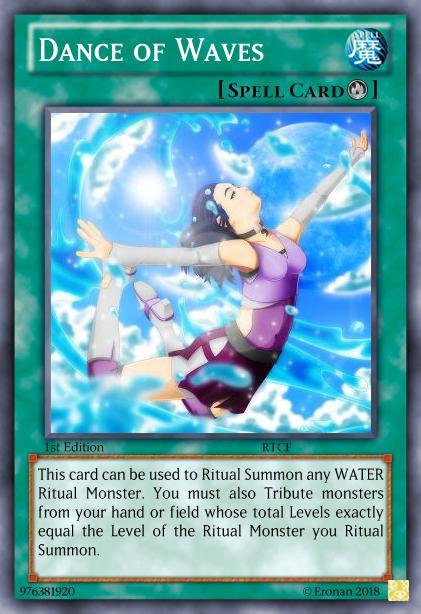 Dance of Waves
SPELL
魔
[Spell Card]
1st Edition
RTCF
This card can be used to Ritual Summon any WATER
Ritual Monster. You must also Tribute monsters
from your hand or field whose total Levels exactly
equal the Level of the Ritual Monster you Ritual
Summon.
976381920
© Eronan 2018